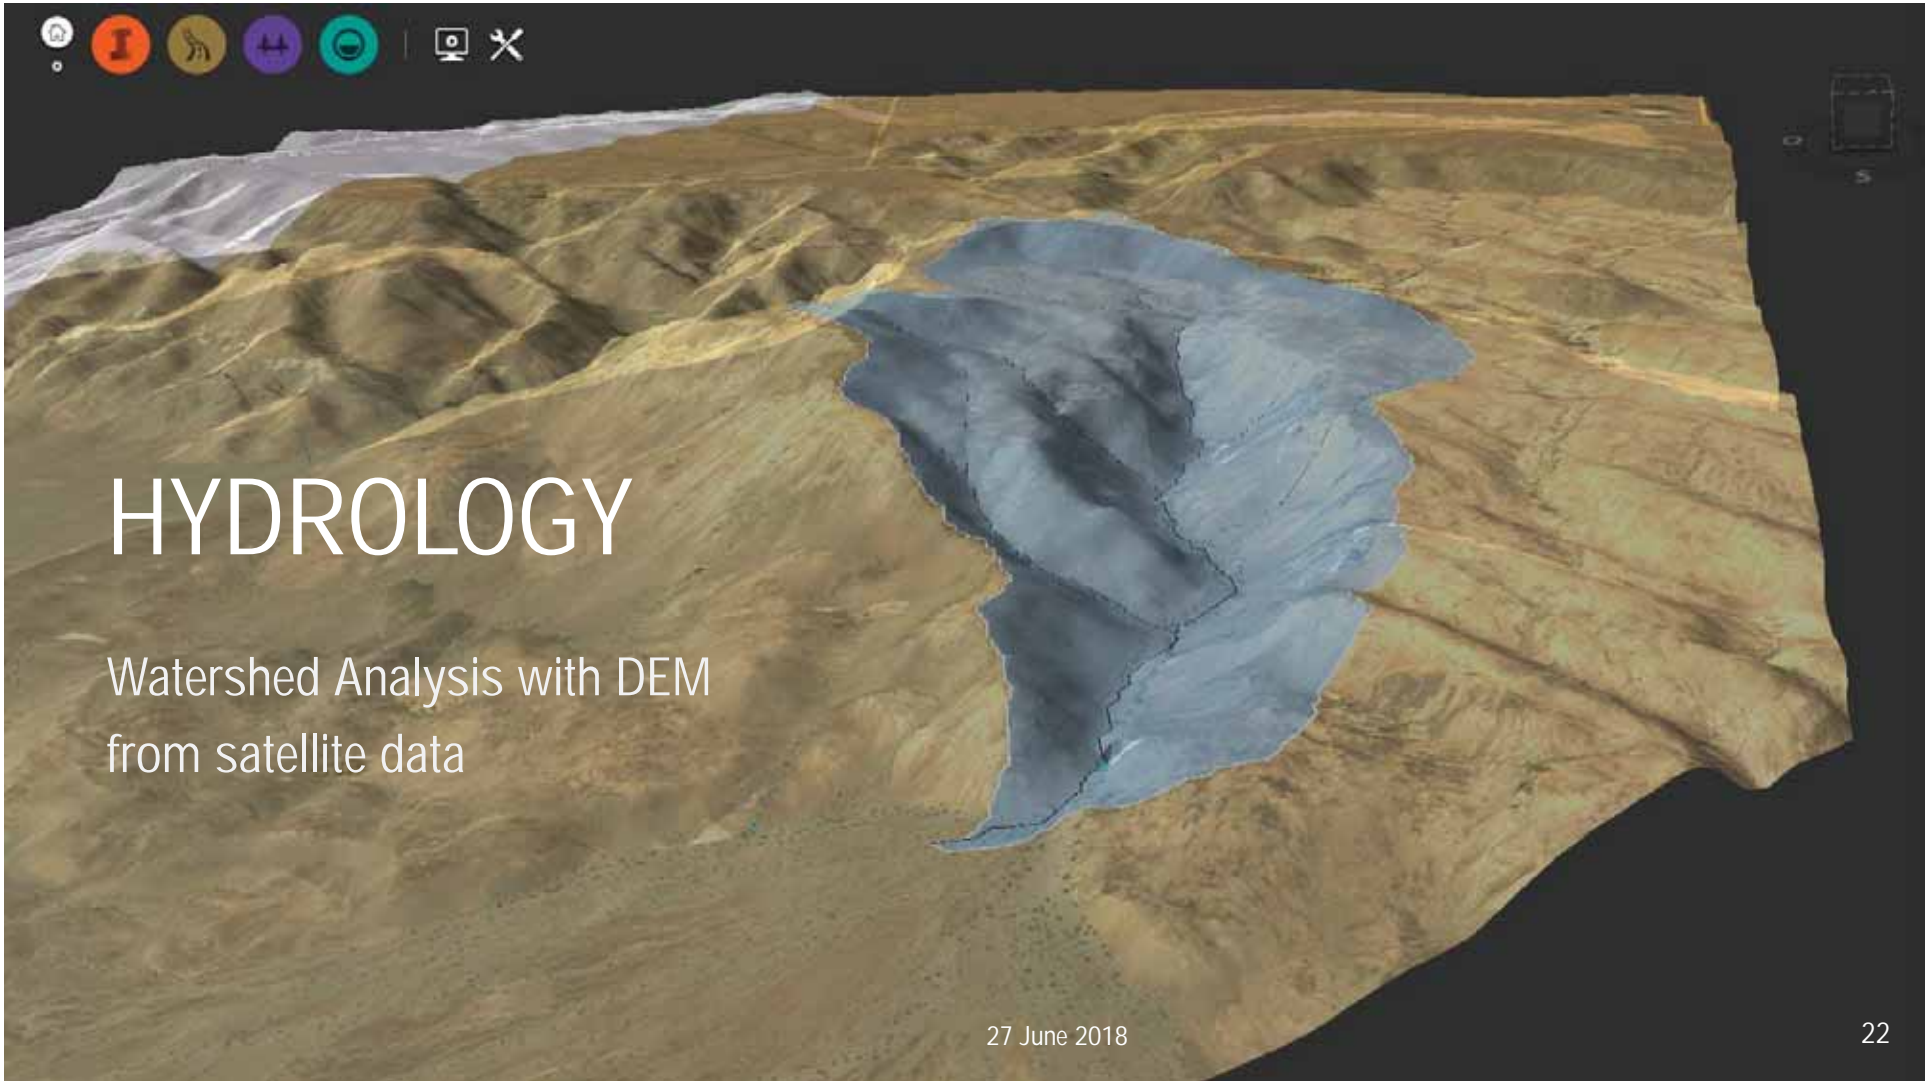 S
HYDROLOGY
Watershed Analysis with DEM
from satellite data
27 June 2018
22